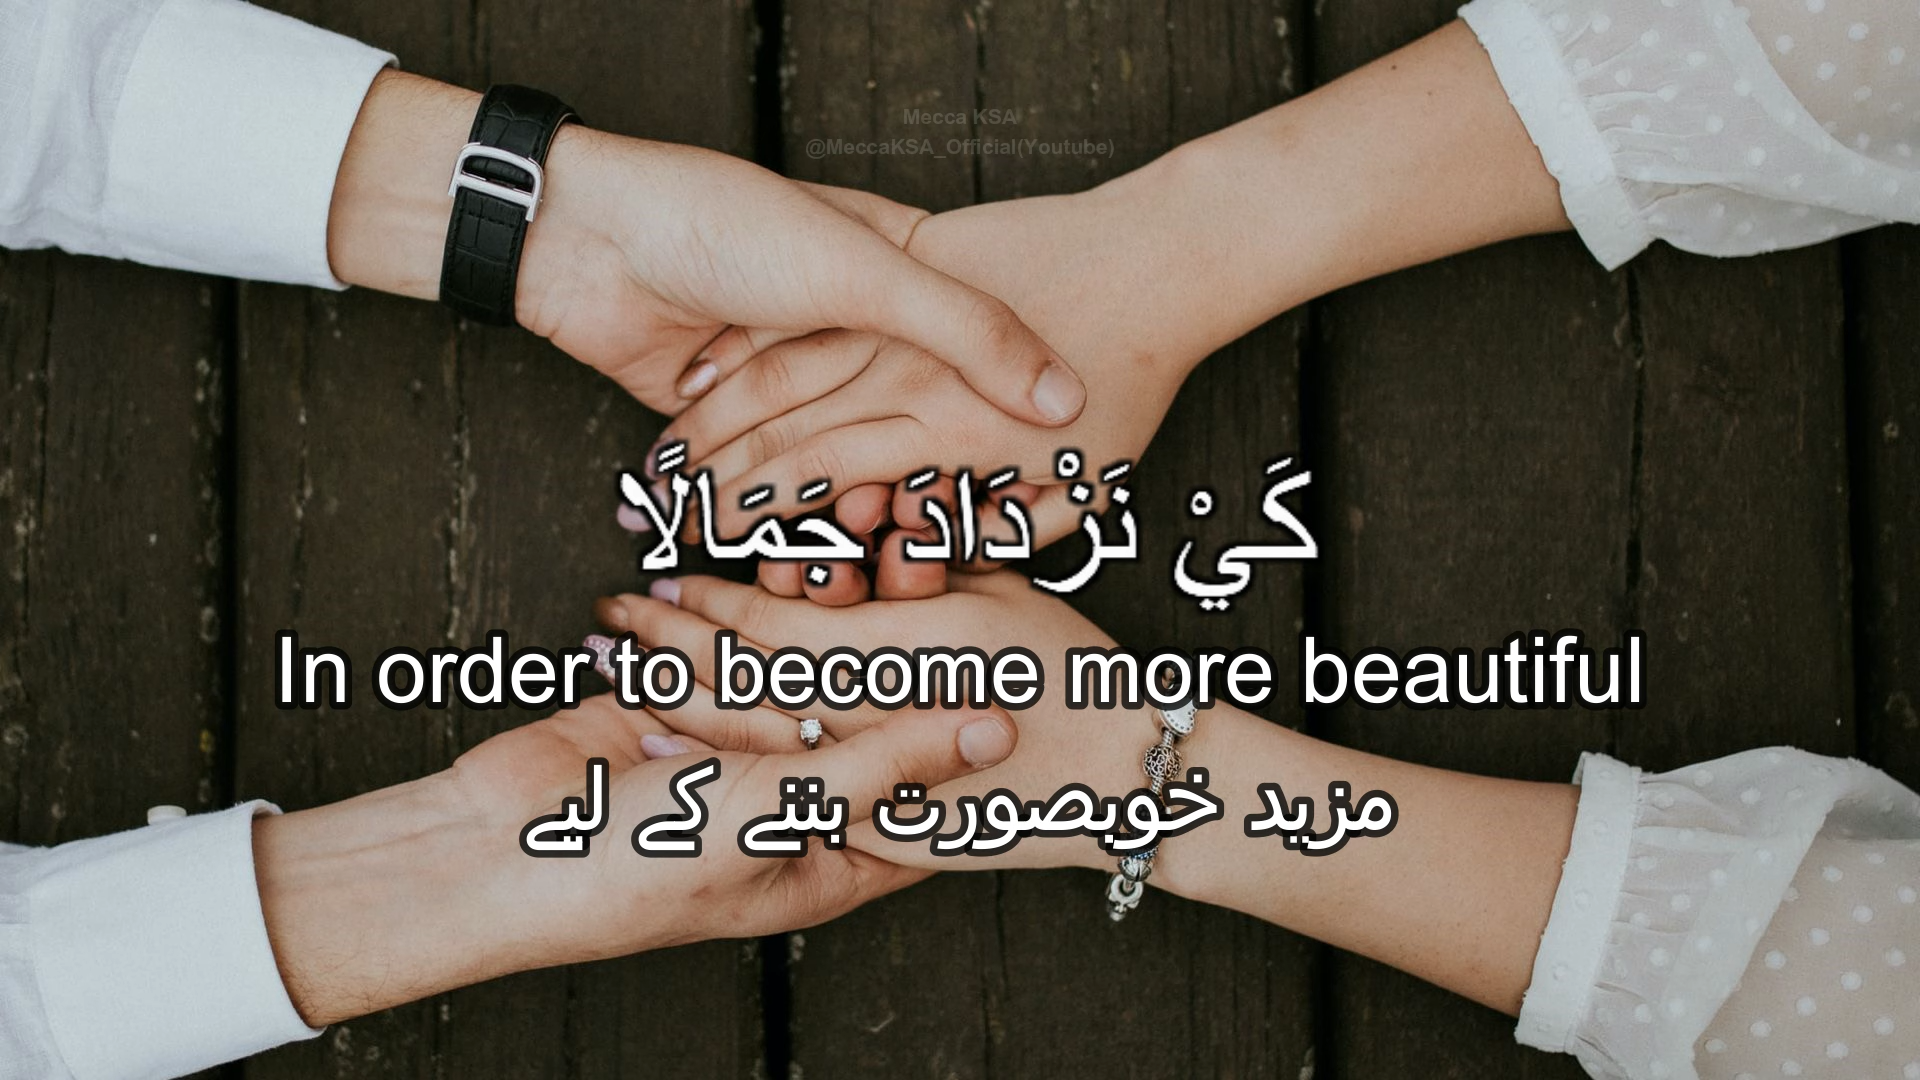 Mecca KSA
@MeccaKSA_Official(Youtube)
كَيْ نَزْدَادَ جَمَالًا
In order to become more beautiful
مزید خوبصورت بننے کے لیے